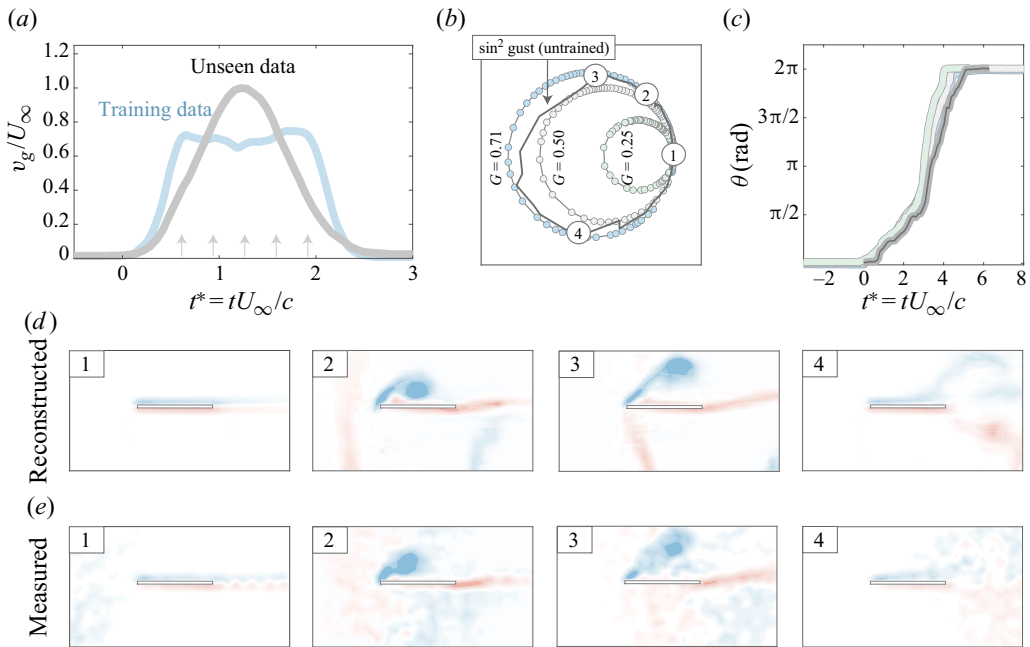 (a)
1.2
1.0
0.8
0.6
0.4
0.2
0
v_g/U_∞
Unseen data
Training data
0
1
2
3
t* = tU_∞/c
(b)
sin² gust (untrained)
3
2
1
4
G = 0.71
G = 0.50
G = 0.25
(c)
2π
3π/2
π
π/2
θ (rad)
−2
0
2
4
6
8
t* = tU_∞/c
(d)
Reconstructed
1
2
3
4
(e)
Measured
1
2
3
4